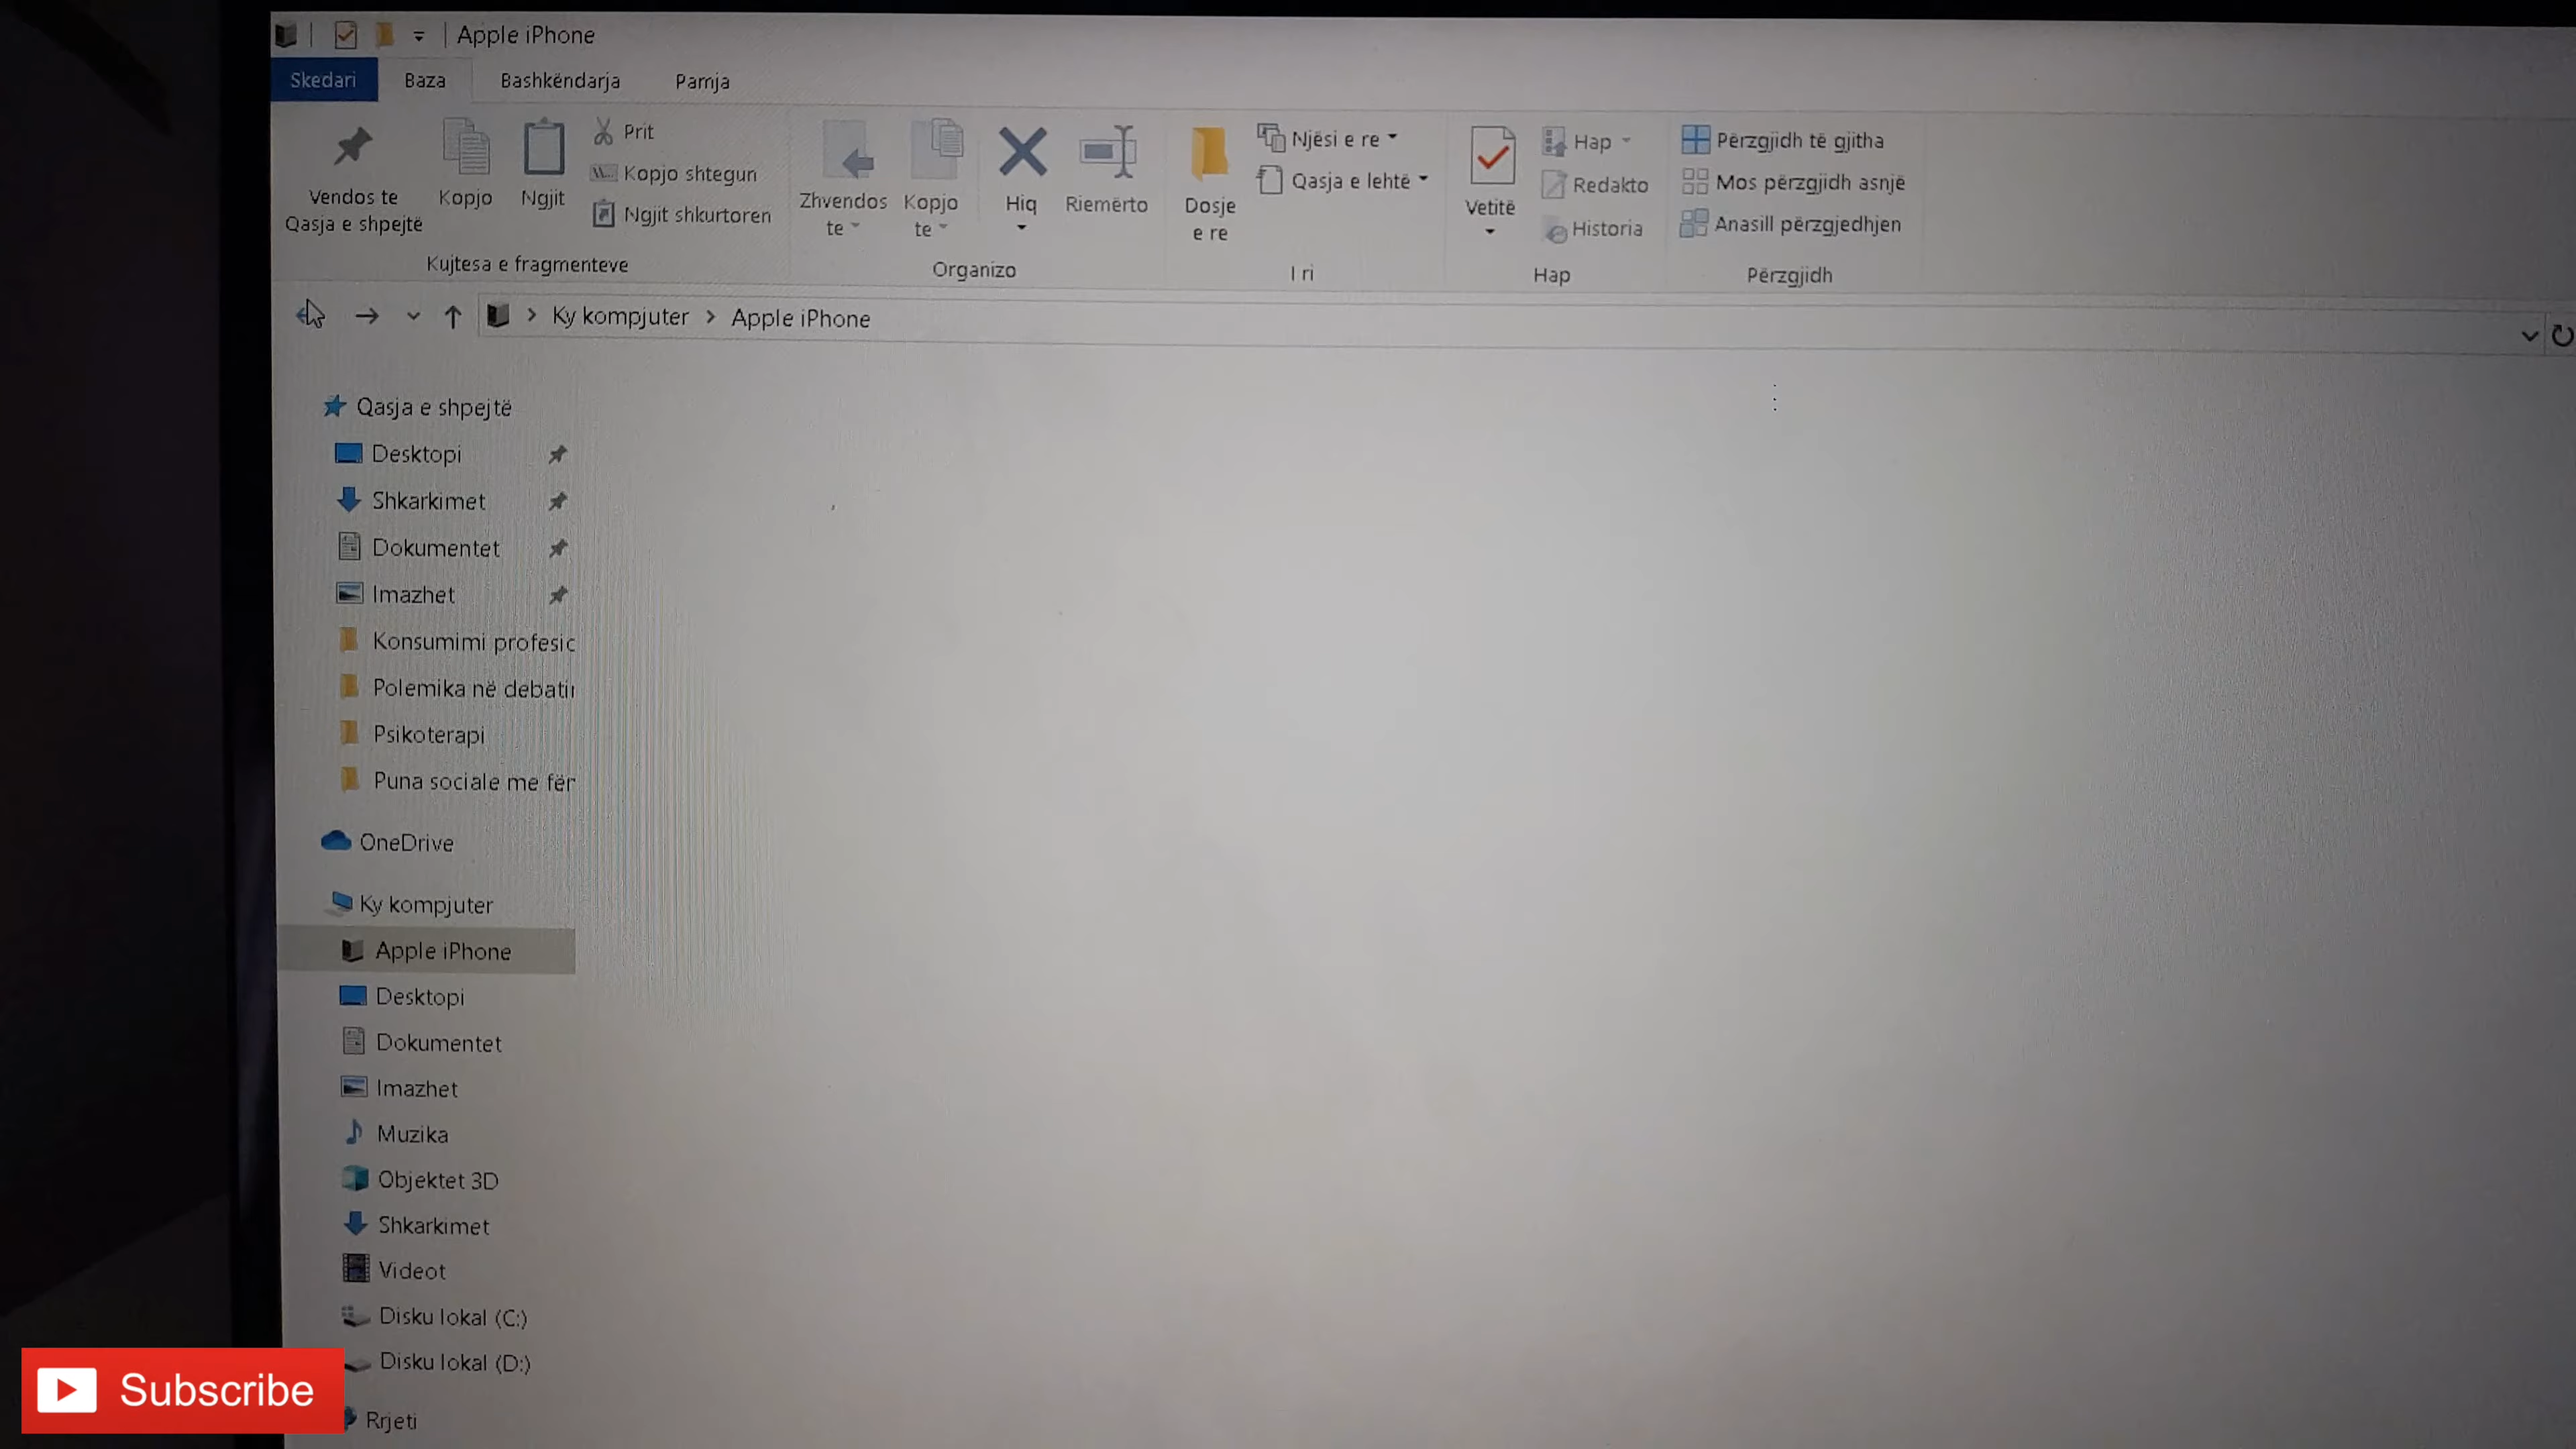 Apple iPhone
Skedari Baza Bashkëndarja Pamja
Vendos te Qasja e shpejtë
Kopjo
Ngjit
Prit
Kopjo shtegun
Ngjit shkurtoren
Kujtesa e fragmenteve
Zhvendos te
Kopjo te
Hiq
Riemërto
Organizo
Dosje e re
Njësi e re
Qasja e lehtë
I ri
Vetitë
Hap
Redakto
Historia
Hap
Përzgjidh të gjitha
Mos përzgjidh asnjë
Anasill përzgjedhjen
Përzgjidh
Ky kompjuter > Apple iPhone
Qasja e shpejtë
Desktopi
Shkarkimet
Dokumentet
Imazhet
Konsumimi profesic
Polemika në debatir
Psikoterapi
Puna sociale me fër
OneDrive
Ky kompjuter
Apple iPhone
Desktopi
Dokumentet
Imazhet
Muzika
Objektet 3D
Shkarkimet
Videot
Disku lokal (C:)
Disku lokal (D:)
Rrjeti
Subscribe